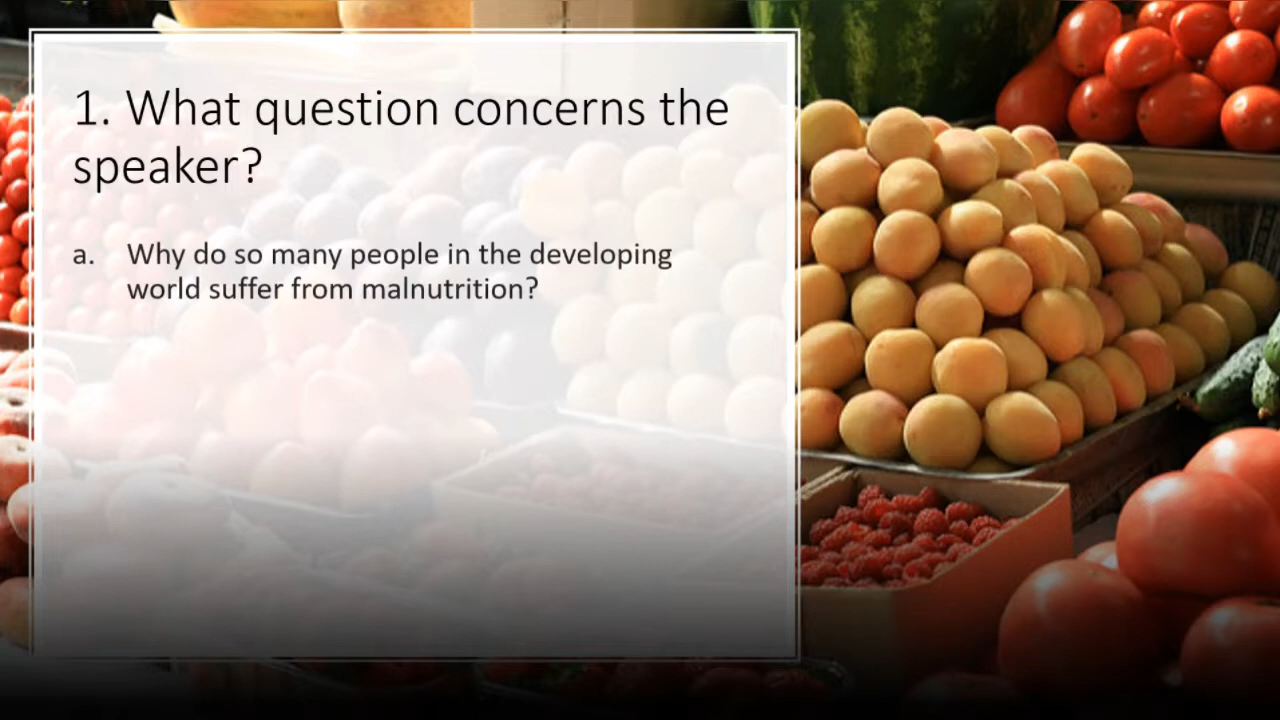 1. What question concerns the
speaker?
a. Why do so many people in the developing
world suffer from malnutrition?